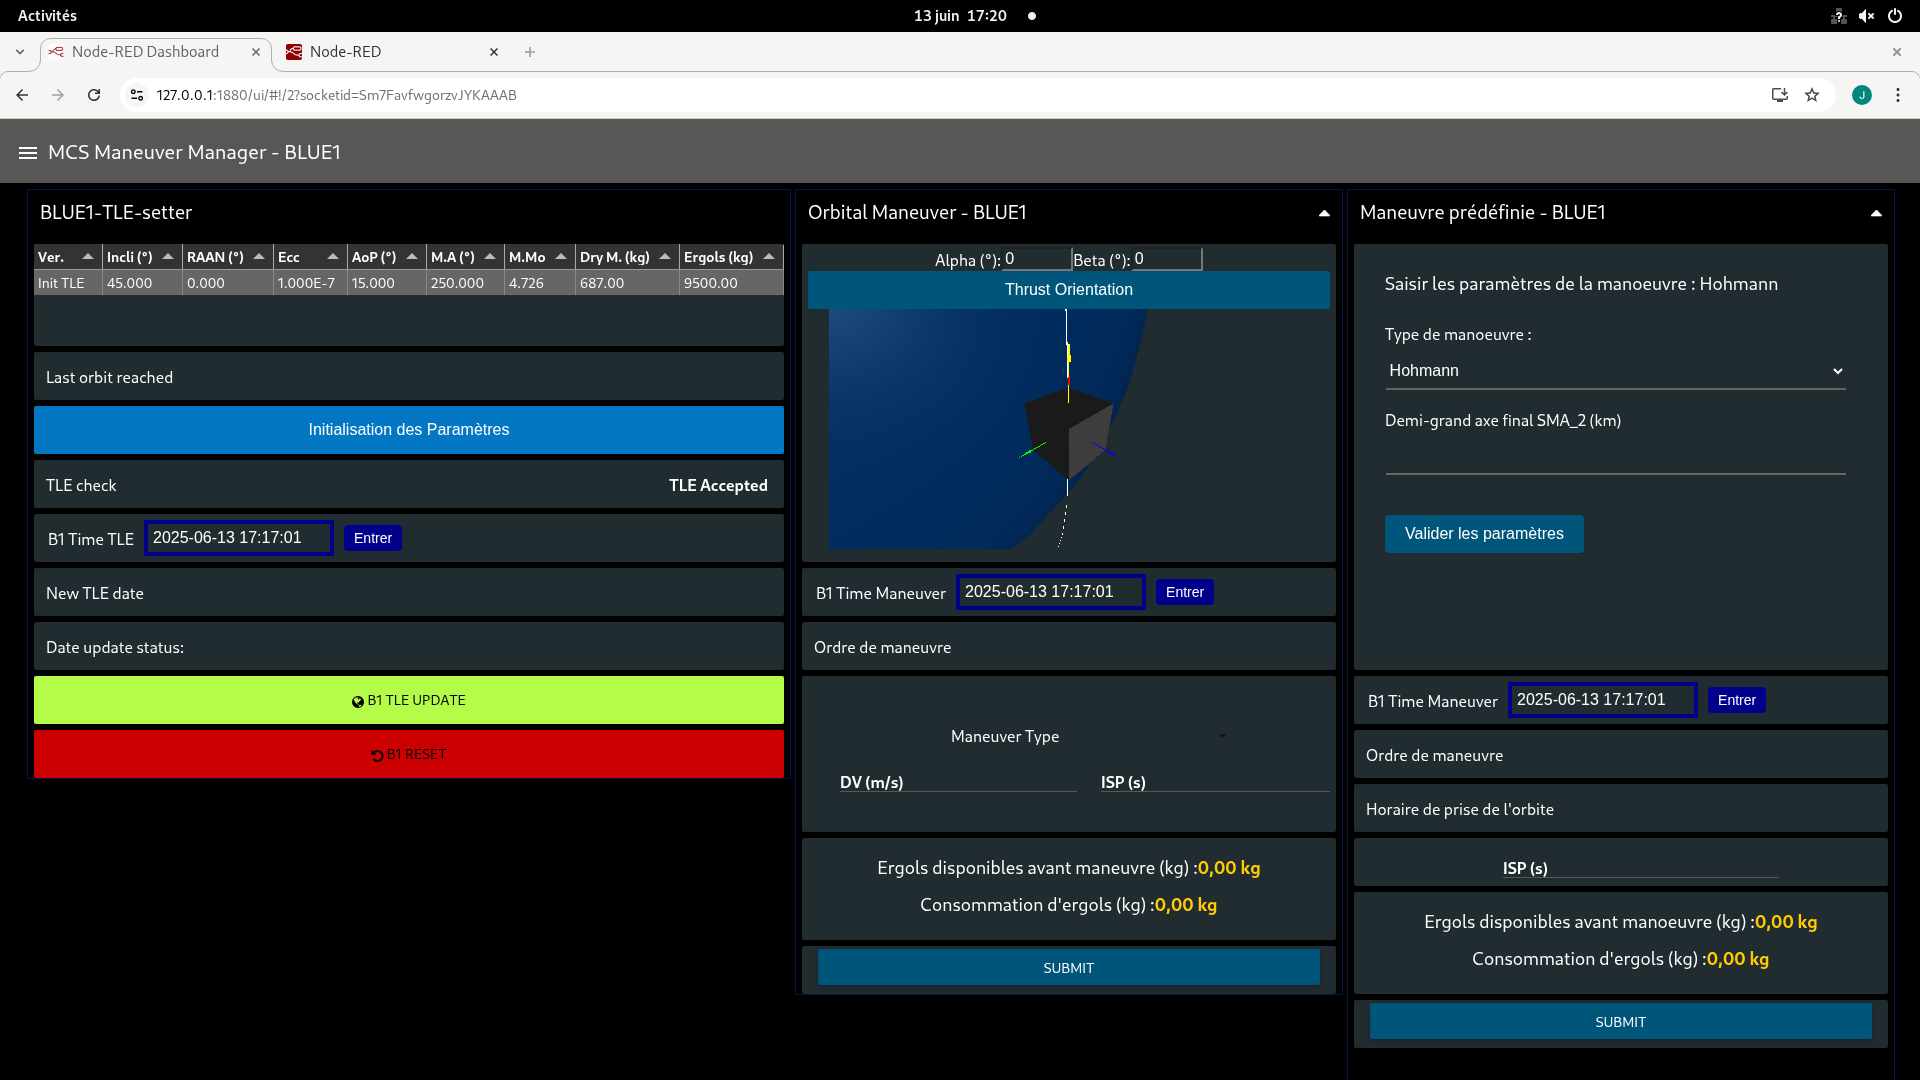 Activités
13 juin 17:20
Node-RED Dashboard
Node-RED
127.0.0.1:1880/ui/#!/2?socketid=Sm7FavfwgorzvJYKAAAB
J
MCS Maneuver Manager - BLUE1
BLUE1-TLE-setter
Ver. Incli (°) RAAN (°) Ecc AoP (°) M.A (°) M.Mo Dry M. (kg) Ergols (kg)
Init TLE 45.000 0.000 1.000E-7 15.000 250.000 4.726 687.00 9500.00
Last orbit reached
Initialisation des Paramètres
TLE check TLE Accepted
B1 Time TLE 2025-06-13 17:17:01 Entrer
New TLE date
Date update status:
B1 TLE UPDATE
B1 RESET
Orbital Maneuver - BLUE1
Alpha (°): 0 Beta (°): 0
Thrust Orientation
B1 Time Maneuver 2025-06-13 17:17:01 Entrer
Ordre de maneuvre
Maneuver Type
DV (m/s) ISP (s)
Ergols disponibles avant maneuvre (kg) :0,00 kg
Consommation d'ergols (kg) :0,00 kg
SUBMIT
Maneuvre prédéfinie - BLUE1
Saisir les paramètres de la manoeuvre : Hohmann
Type de manoeuvre :
Hohmann
Demi-grand axe final SMA_2 (km)
Valider les paramètres
B1 Time Maneuver 2025-06-13 17:17:01 Entrer
Ordre de maneuvre
Horaire de prise de l'orbite
ISP (s)
Ergols disponibles avant manoeuvre (kg) :0,00 kg
Consommation d'ergols (kg) :0,00 kg
SUBMIT